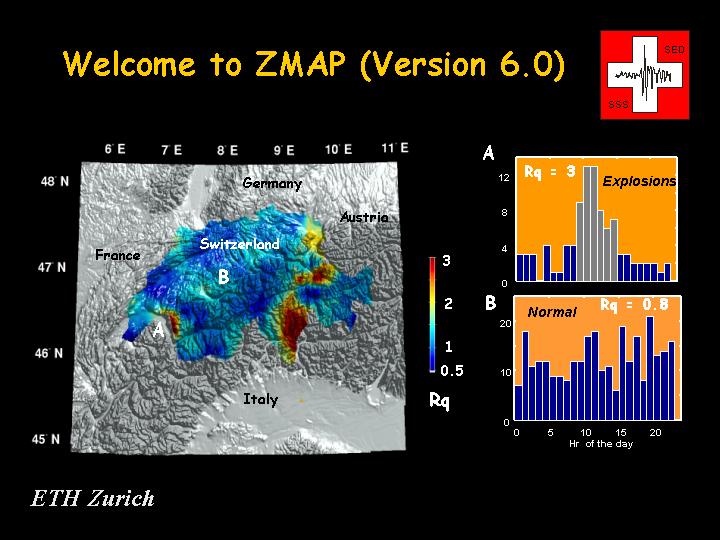 Welcome to ZMAP (Version 6.0)
SED
SSS
6° E 7° E 8° E 9° E 10° E 11° E
48° N
47° N
46° N
45° N
Germany
Austria
Switzerland
France
B
A
Italy
3
2
1
0.5
Rq
A
Rq = 3
Explosions
12
8
4
0
B
Normal
Rq = 0.8
20
10
0
0 5 10 15 20
Hr of the day
ETH Zurich